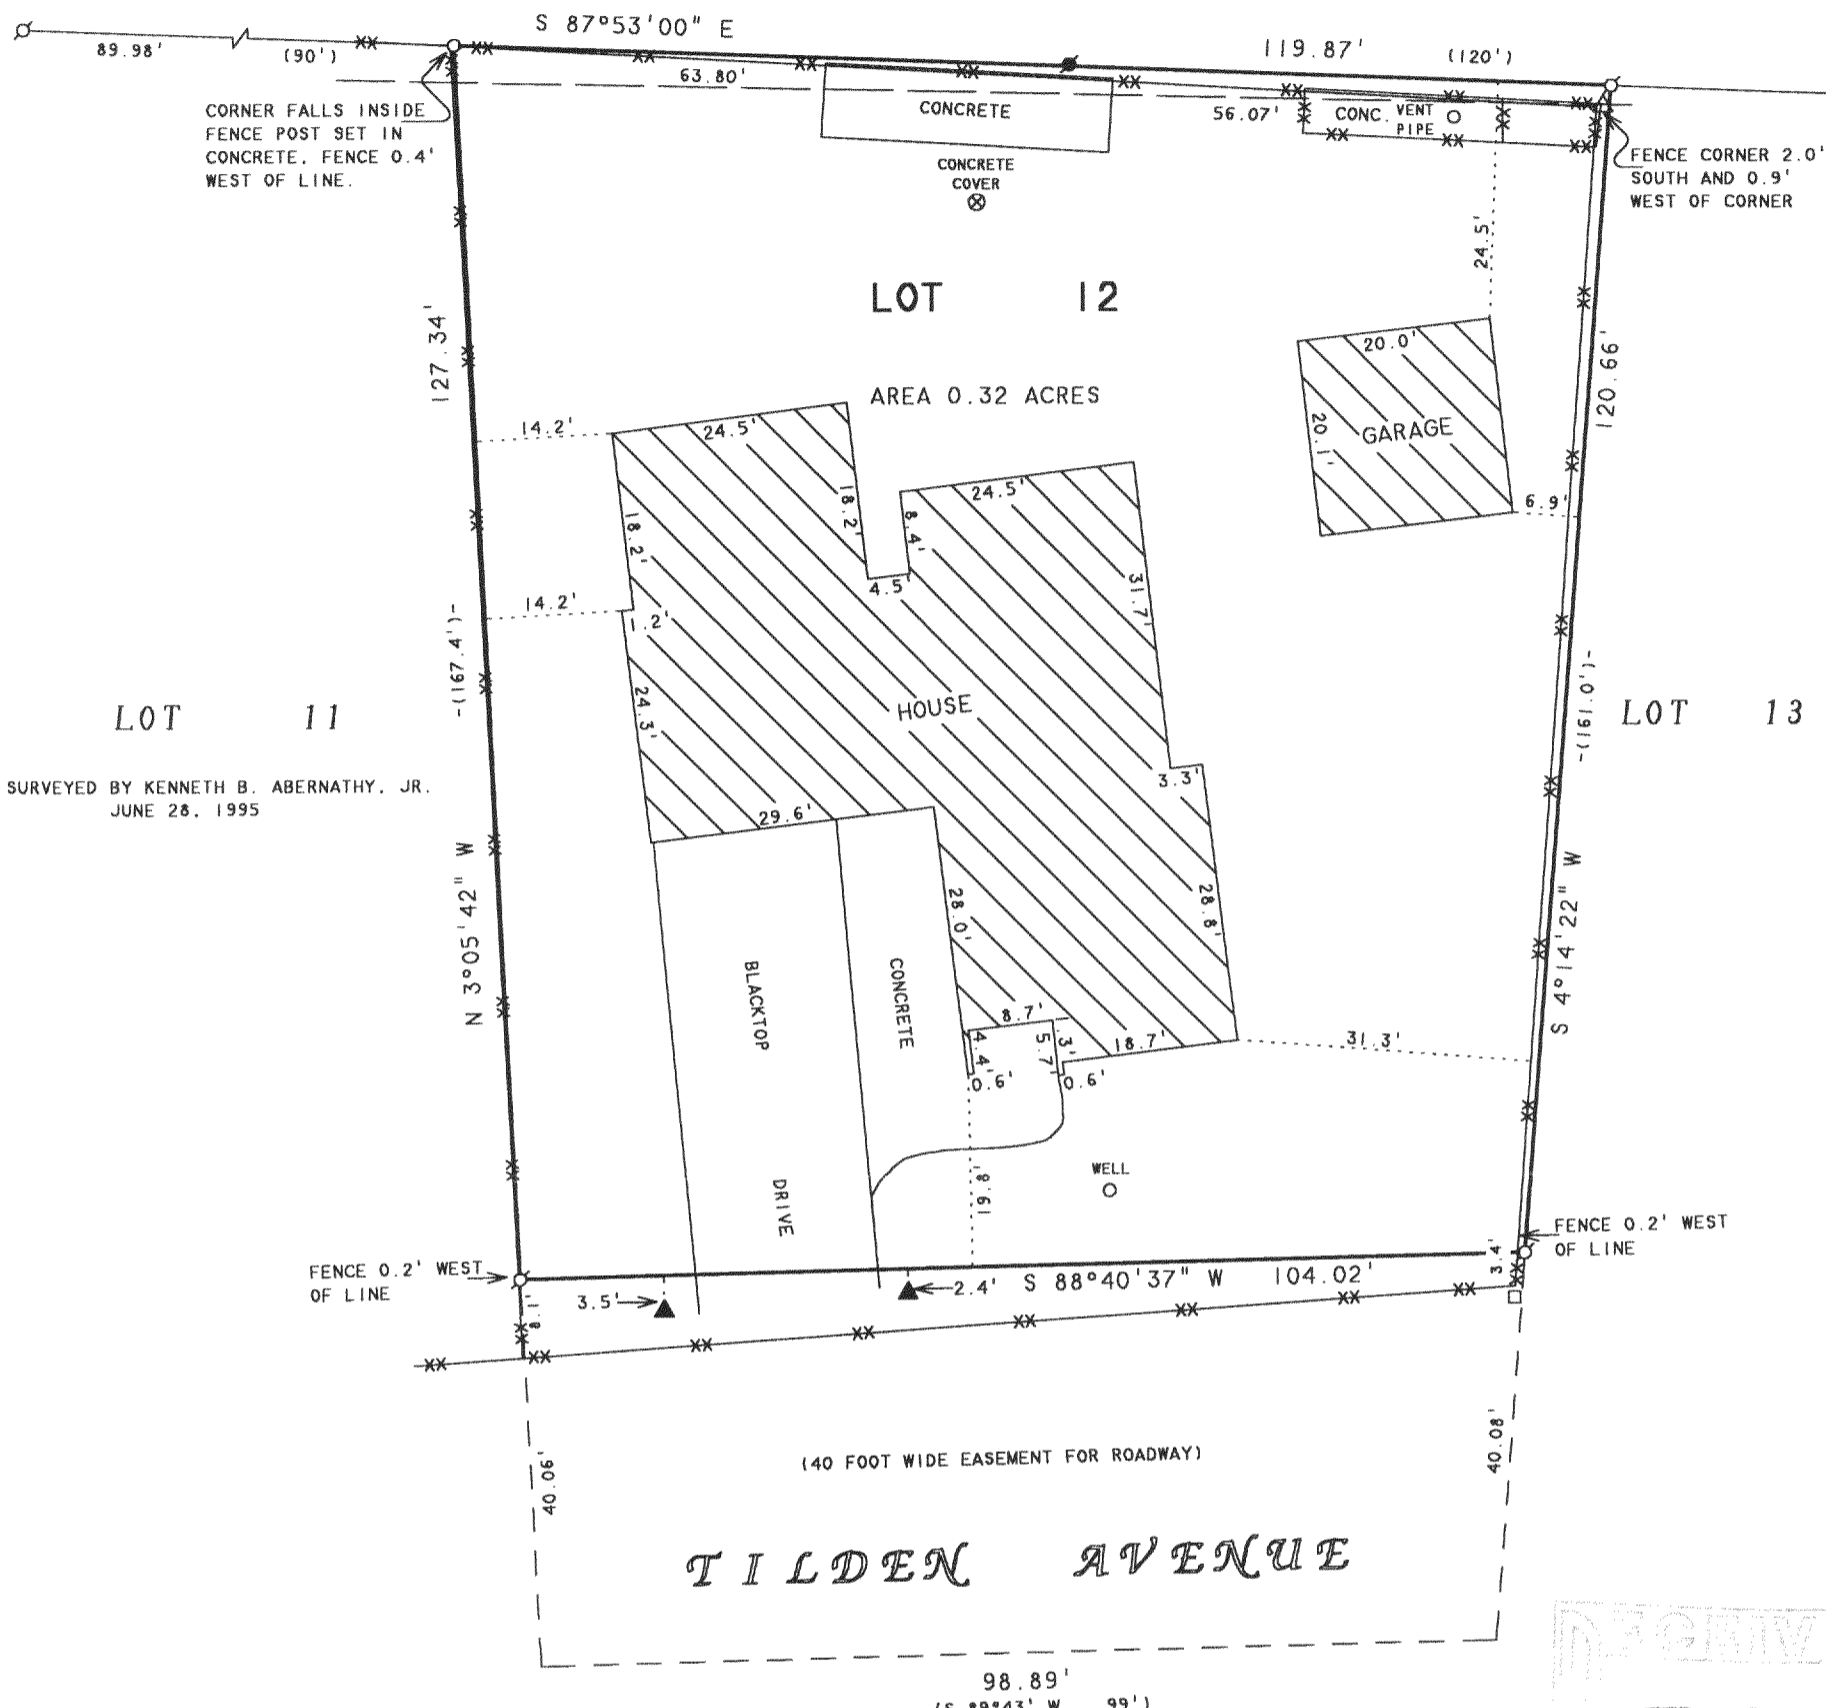 S 87°53'00" E
89.98' (90')
63.80'
119.87' (120')
CORNER FALLS INSIDE
FENCE POST SET IN
CONCRETE. FENCE 0.4'
WEST OF LINE.
CONCRETE
CONCRETE
COVER
56.07'
CONC. VENT
PIPE
FENCE CORNER 2.0'
SOUTH AND 0.9'
WEST OF CORNER
24.5'
LOT 12
127.34'
120.66'
AREA 0.32 ACRES
20.0'
20.1'
GARAGE
6.9'
14.2'
24.5'
18.2'
18.2'
24.5'
8.4'
4.5'
31.7'
14.2'
1.2'
-(167.4')-
-(161.0')-
24.3'
HOUSE
LOT 11
LOT 13
3.3'
SURVEYED BY KENNETH B. ABERNATHY, JR.
JUNE 28, 1995
29.6'
N 3°05'42" W
S 4°14'22" W
28.0'
28.8'
BLACKTOP
CONCRETE
8.7'
4.4'
5.7'
.3'
18.7'
31.3'
0.6'
0.6'
19.8'
WELL
DRIVE
FENCE 0.2' WEST
OF LINE
FENCE 0.2' WEST
OF LINE
3.4'
8.1'
3.5'
2.4'
S 88°40'37" W 104.02'
40.06'
40.08'
(40 FOOT WIDE EASEMENT FOR ROADWAY)
TILDEN AVENUE
98.89'
(S 89°43' W 99')